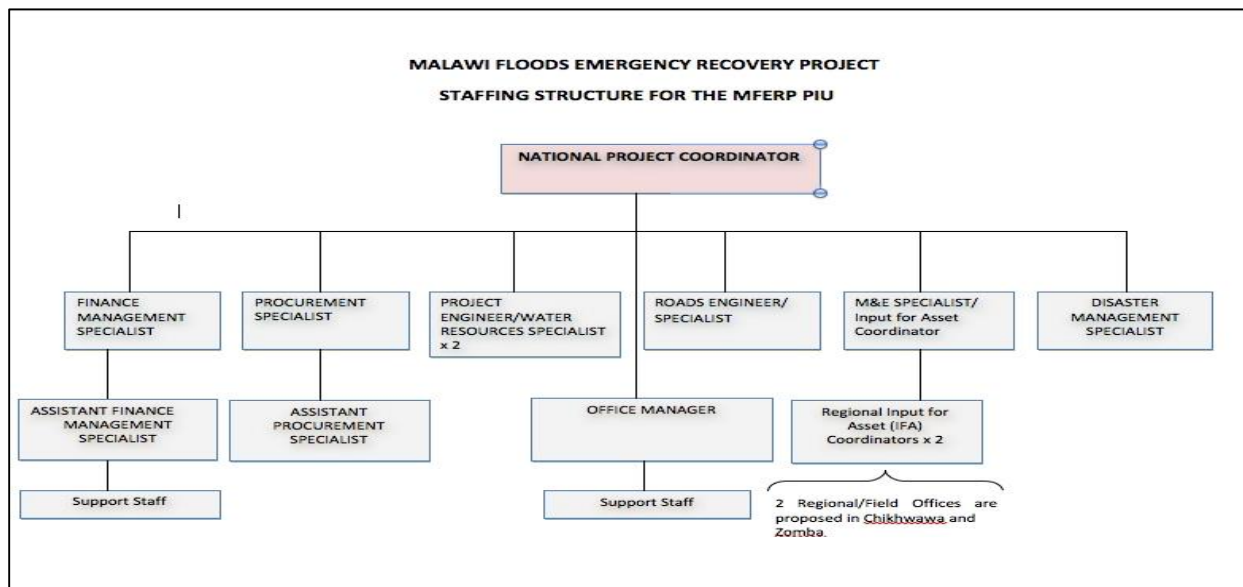 MALAWI FLOODS EMERGENCY RECOVERY PROJECT
STAFFING STRUCTURE FOR THE MFERP PIU
NATIONAL PROJECT COORDINATOR
FINANCE
MANAGEMENT
SPECIALIST
PROCUREMENT
SPECIALIST
PROJECT
ENGINEER/WATER
RESOURCES SPECIALIST
x 2
ROADS ENGINEER/
SPECIALIST
M&E SPECIALIST/
Input for Asset
Coordinator
DISASTER
MANAGEMENT
SPECIALIST
ASSISTANT FINANCE
MANAGEMENT
SPECIALIST
ASSISTANT
PROCUREMENT
SPECIALIST
OFFICE MANAGER
Regional Input for
Asset (IFA)
Coordinators x 2
Support Staff
Support Staff
2 Regional/Field Offices are
proposed in Chikhwawa and
Zomba.